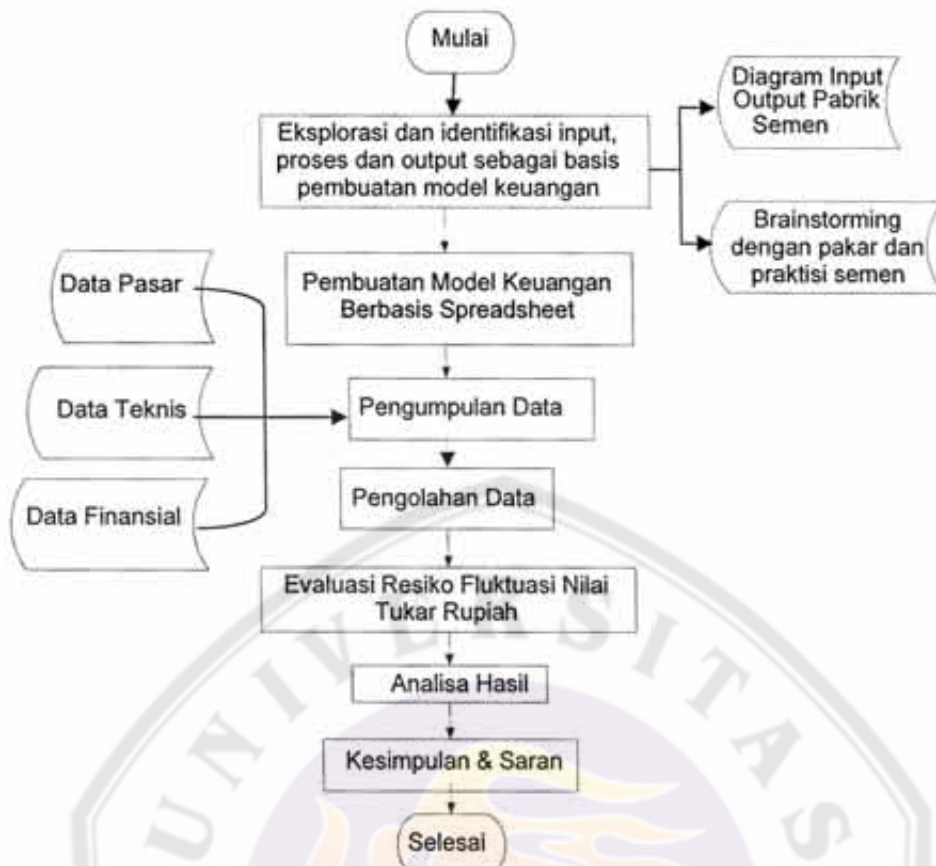 Mulai
Eksplorasi dan identifikasi input,
proses dan output sebagai basis
pembuatan model keuangan
Diagram Input
Output Pabrik
Semen
Brainstorming
dengan pakar dan
praktisi semen
Pembuatan Model Keuangan
Berbasis Spreadsheet
Data Pasar
Data Teknis
Data Finansial
Pengumpulan Data
Pengolahan Data
Evaluasi Resiko Fluktuasi Nilai
Tukar Rupiah
Analisa Hasil
Kesimpulan & Saran
Selesai
UNIVERSITAS